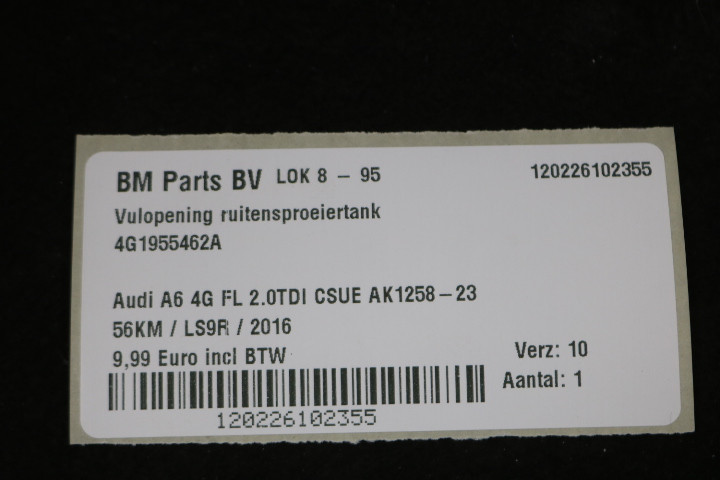 BM Parts BV LOK 8 - 95 120226102355
Vulopening ruitensproeiertank
4G1955462A
Audi A6 4G FL 2.0TDI CSUE AK1258-23
56KM / LS9R / 2016
9,99 Euro incl BTW Verz: 10
Aantal: 1
120226102355